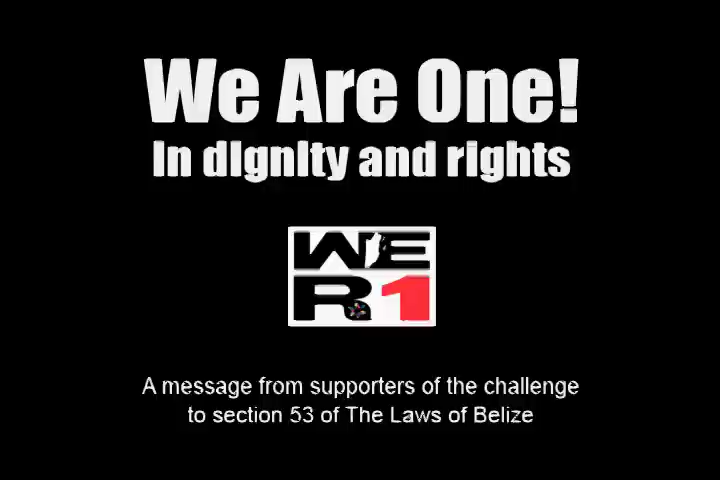 We Are One!
In dignity and rights
WE
R1
A message from supporters of the challenge
to section 53 of The Laws of Belize